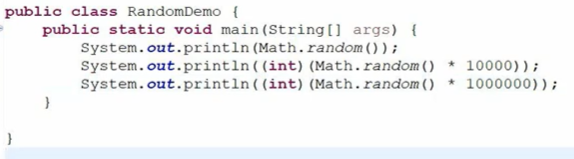 public class RandomDemo {
    public static void main(String[] args) {
        System.out.println(Math.random());
        System.out.println((int)(Math.random() * 10000));
        System.out.println((int)(Math.random() * 1000000));
    }
}